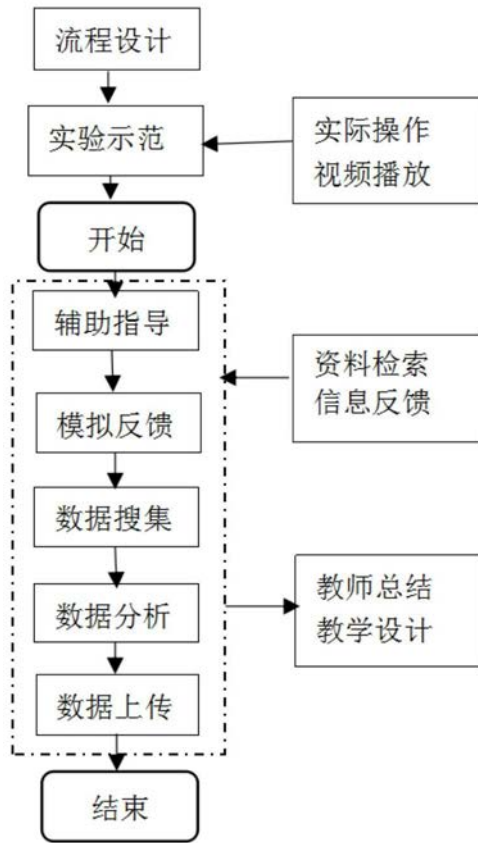 流程设计
实验示范
实际操作
视频播放
开始
辅助指导
资料检索
信息反馈
模拟反馈
数据搜集
数据分析
教师总结
教学设计
数据上传
结束